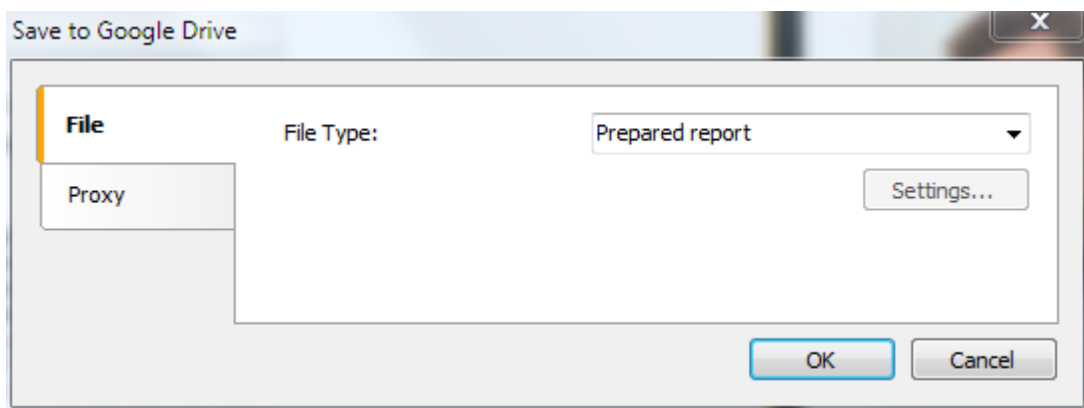 Save to Google Drive
X
File
File Type:
Prepared report
Proxy
Settings...
OK
Cancel